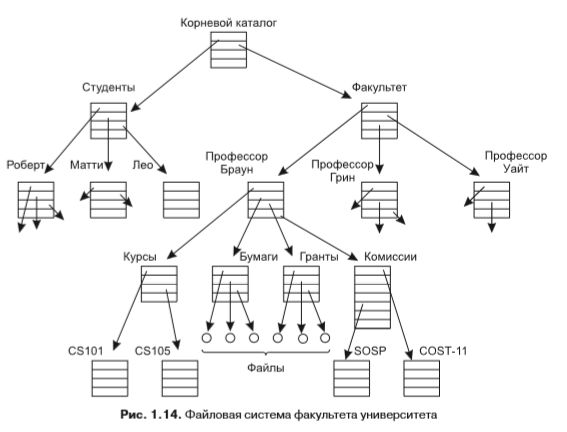 Корневой каталог
Студенты
Факультет
Роберт
Матти
Лео
Профессор
Браун
Профессор
Грин
Профессор
Уайт
Курсы
Бумаги
Гранты
Комиссии
CS101
CS105
Файлы
SOSP
COST-11
Рис. 1.14. Файловая система факультета университета